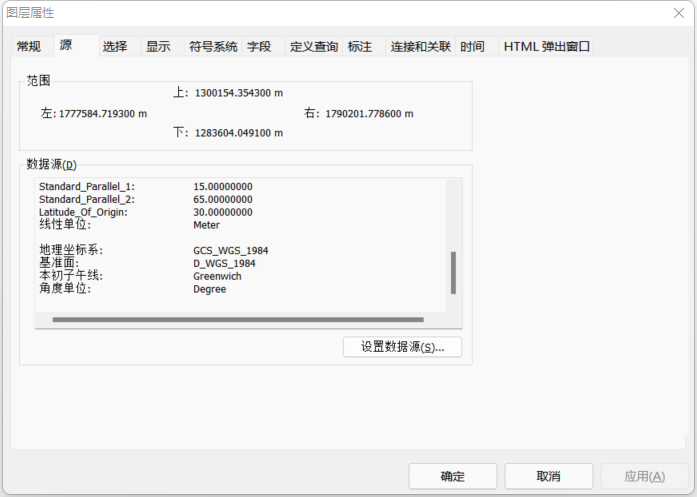 图层属性
常规 源 选择 显示 符号系统 字段 定义查询 标注 连接和关联 时间 HTML 弹出窗口
范围
上: 1300154.354300 m
左: 1777584.719300 m 右: 1790201.778600 m
下: 1283604.049100 m
数据源(D)
Standard_Parallel_1: 15.00000000
Standard_Parallel_2: 65.00000000
Latitude_Of_Origin: 30.00000000
线性单位: Meter
地理坐标系: GCS_WGS_1984
基准面: D_WGS_1984
本初子午线: Greenwich
角度单位: Degree
设置数据源(S)...
确定 取消 应用(A)